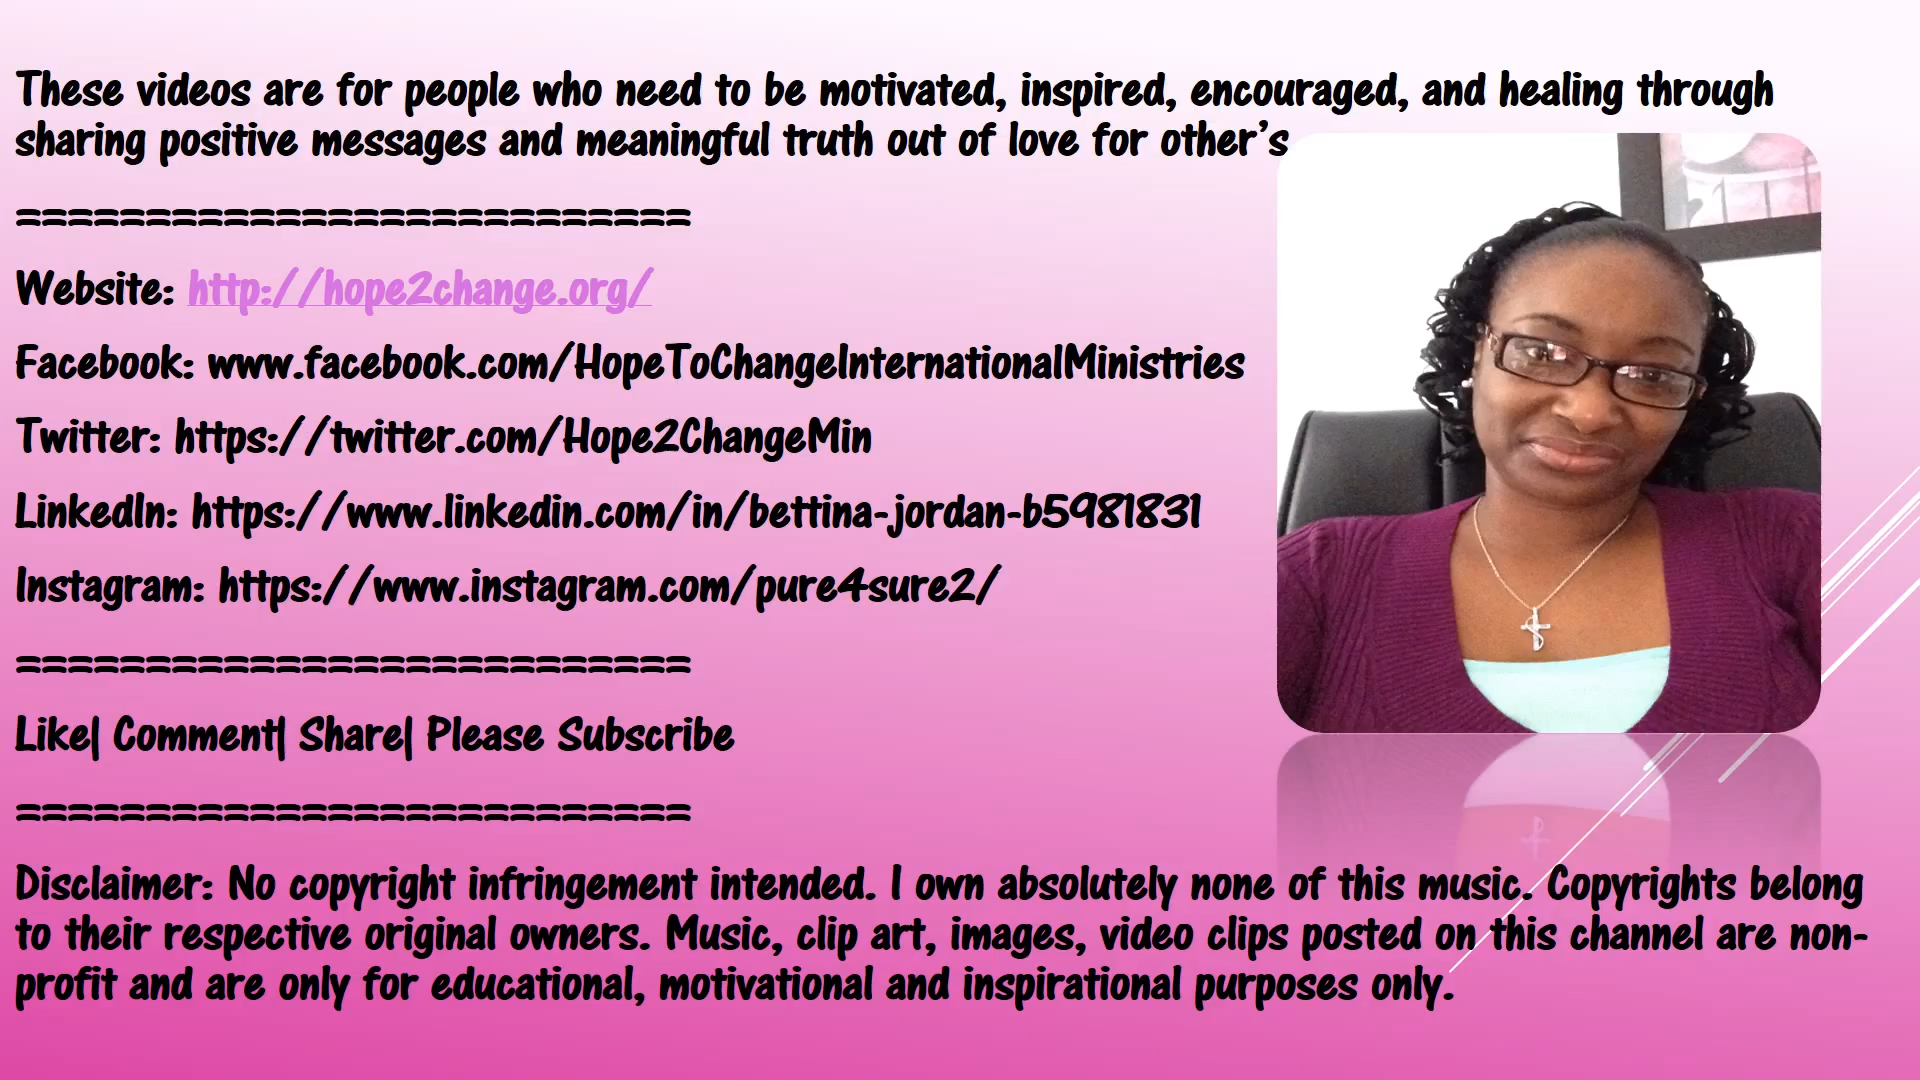 These videos are for people who need to be motivated, inspired, encouraged, and healing through
sharing positive messages and meaningful truth out of love for other’s
==========================
Website: http://hope2change.org/
Facebook: www.facebook.com/HopeToChangeInternationalMinistries
Twitter: https://twitter.com/Hope2ChangeMin
LinkedIn: https://www.linkedin.com/in/bettina-jordan-b5981831
Instagram: https://www.instagram.com/pure4sure2/
==========================
Like| Comment| Share| Please Subscribe
==========================
Disclaimer: No copyright infringement intended. I own absolutely none of this music. Copyrights belong
to their respective original owners. Music, clip art, images, video clips posted on this channel are non-
profit and are only for educational, motivational and inspirational purposes only.